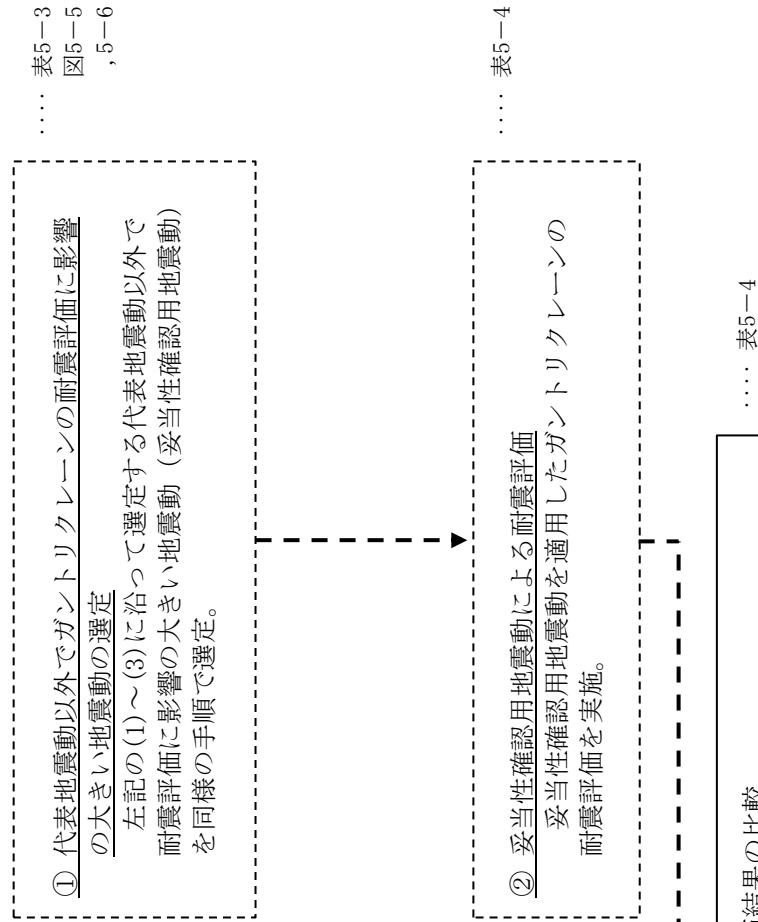 ① 代表地震動以外でガントリクレーンの耐震評価に影響
の大きい地震動の選定
左記の(1)～(3)に沿って選定する代表地震動以外で
耐震評価に影響の大きい地震動（妥当性確認用地震動）
を同様の手順で選定。
‥‥ 表5－3
図5－5
，5－6
② 妥当性確認用地震動による耐震評価
妥当性確認用地震動を適用したガントリクレーンの
耐震評価を実施。
‥‥ 表5－4
結果の比較
‥‥ 表5－4